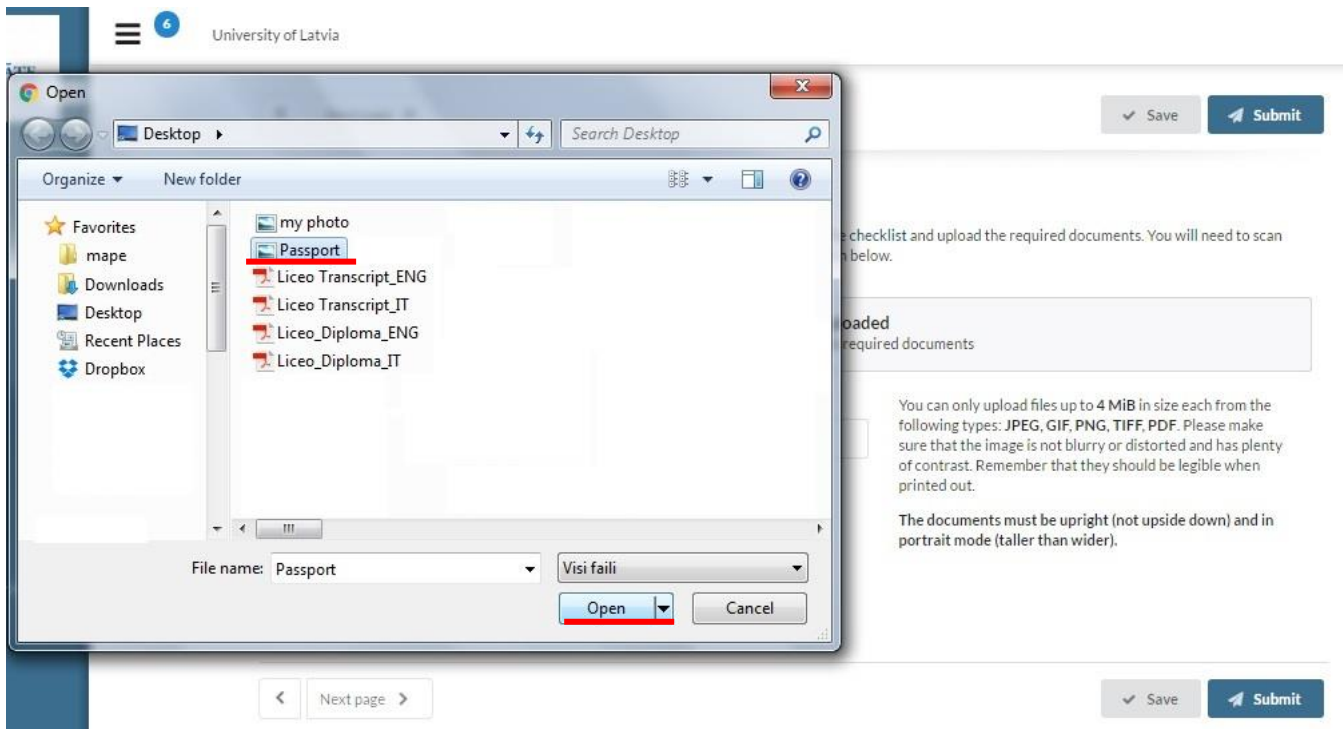 6
University of Latvia
Open
Desktop
Search Desktop
Save
Submit
Organize
New folder
Favorites
mape
Downloads
Desktop
Recent Places
Dropbox
my photo
Passport
Liceo Transcript_ENG
Liceo Transcript_IT
Liceo_Diploma_ENG
Liceo_Diploma_IT
checklist and upload the required documents. You will need to scan
below.
required documents
You can only upload files up to 4 MiB in size each from the
following types: JPEG, GIF, PNG, TIFF, PDF. Please make
sure that the image is not blurry or distorted and has plenty
of contrast. Remember that they should be legible when
printed out.
The documents must be upright (not upside down) and in
portrait mode (taller than wider).
File name: Passport
Visi faili
Open
Cancel
Next page
Save
Submit